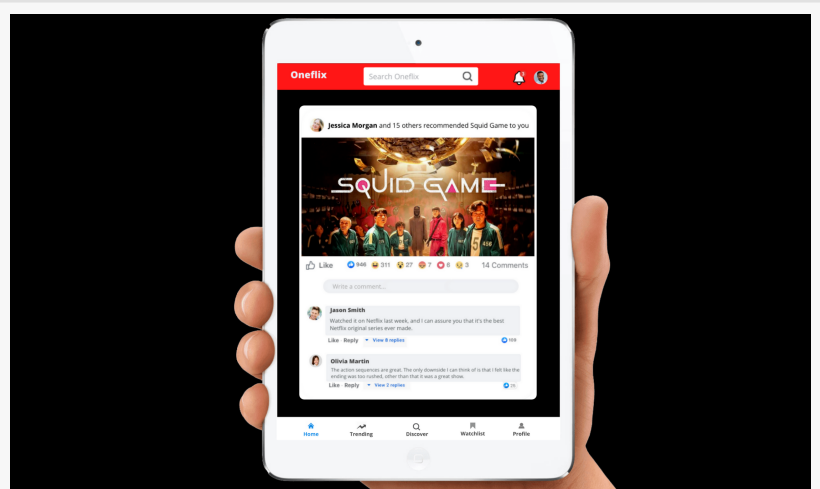 Oneflix
Search Oneflix
Jessica Morgan and 15 others recommended Squid Game to you
SQUID GAME
Like 946 311 27 7 6 3 14 Comments
Write a comment...
Jason Smith
Watched it on Netflix last week, and I can assure you that it's the best
Netflix original series ever made.
Like · Reply View 8 replies
Olivia Martin
The action sequences are great. The only downside I can think of is that I felt like the
ending was too rushed, other than that it was a great show.
Like · Reply View 3 replies
Home Trending Discover Watchlist Profile